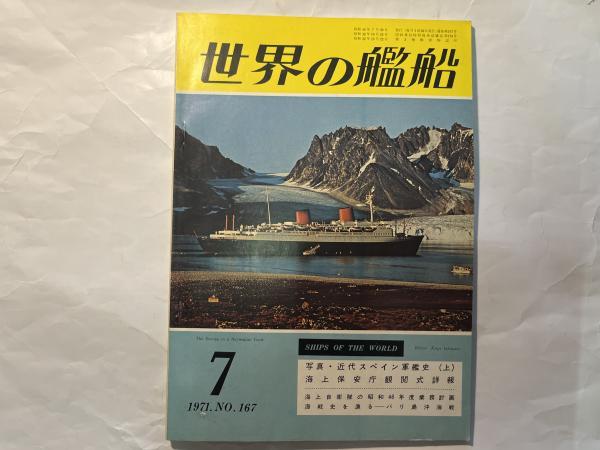 世界の艦船
SHIPS OF THE WORLD
7
1971. NO. 167
写真・近代スペイン軍艦史（上）
海上保安庁観閲式詳報
海上自衛隊の昭和46年度業務計画
海戦史を漁る——バリ島沖海戦